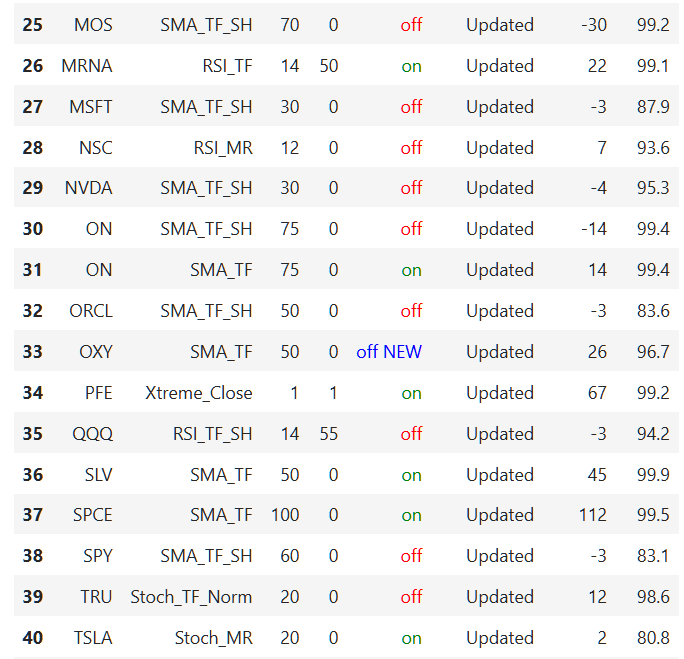 25 MOS SMA_TF_SH 70 0 off Updated -30 99.2
26 MRNA RSI_TF 14 50 on Updated 22 99.1
27 MSFT SMA_TF_SH 30 0 off Updated -3 87.9
28 NSC RSI_MR 12 0 off Updated 7 93.6
29 NVDA SMA_TF_SH 30 0 off Updated -4 95.3
30 ON SMA_TF_SH 75 0 off Updated -14 99.4
31 ON SMA_TF 75 0 on Updated 14 99.4
32 ORCL SMA_TF_SH 50 0 off Updated -3 83.6
33 OXY SMA_TF 50 0 off NEW Updated 26 96.7
34 PFE Xtreme_Close 1 1 on Updated 67 99.2
35 QQQ RSI_TF_SH 14 55 off Updated -3 94.2
36 SLV SMA_TF 50 0 on Updated 45 99.9
37 SPCE SMA_TF 100 0 on Updated 112 99.5
38 SPY SMA_TF_SH 60 0 off Updated -3 83.1
39 TRU Stoch_TF_Norm 20 0 off Updated 12 98.6
40 TSLA Stoch_MR 20 0 on Updated 2 80.8